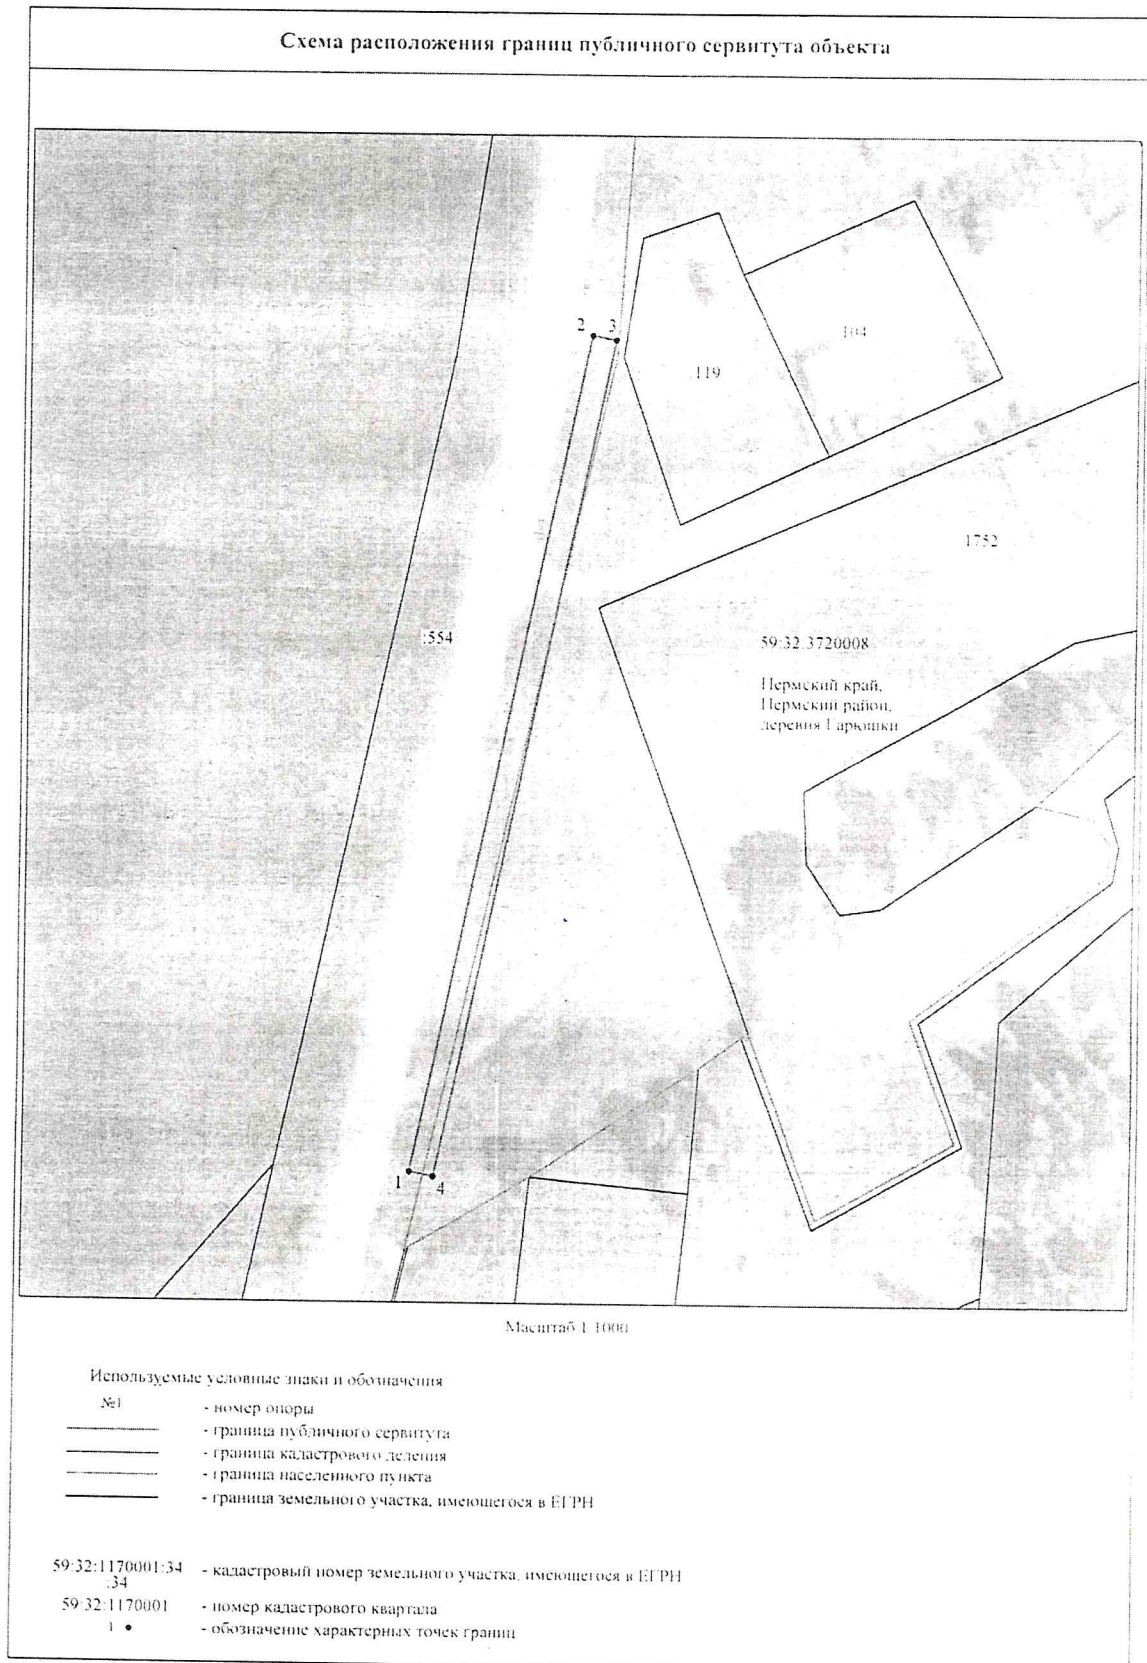 Схема расположения границ публичного сервитута объекта
2 3
104
119
1752
:554
59:32:3720008
Пермский край,
Пермский район,
деревня Гарюшки
1 4
Масштаб 1:1000
Используемые условные знаки и обозначения
№1 - номер опоры
- граница публичного сервитута
- граница кадастрового деления
- граница населенного пункта
- граница земельного участка, имеющегося в ЕГРН
59:32:1170001:34 - кадастровый номер земельного участка, имеющегося в ЕГРН
:34
59:32:1170001 - номер кадастрового квартала
1 ● - обозначение характерных точек границ